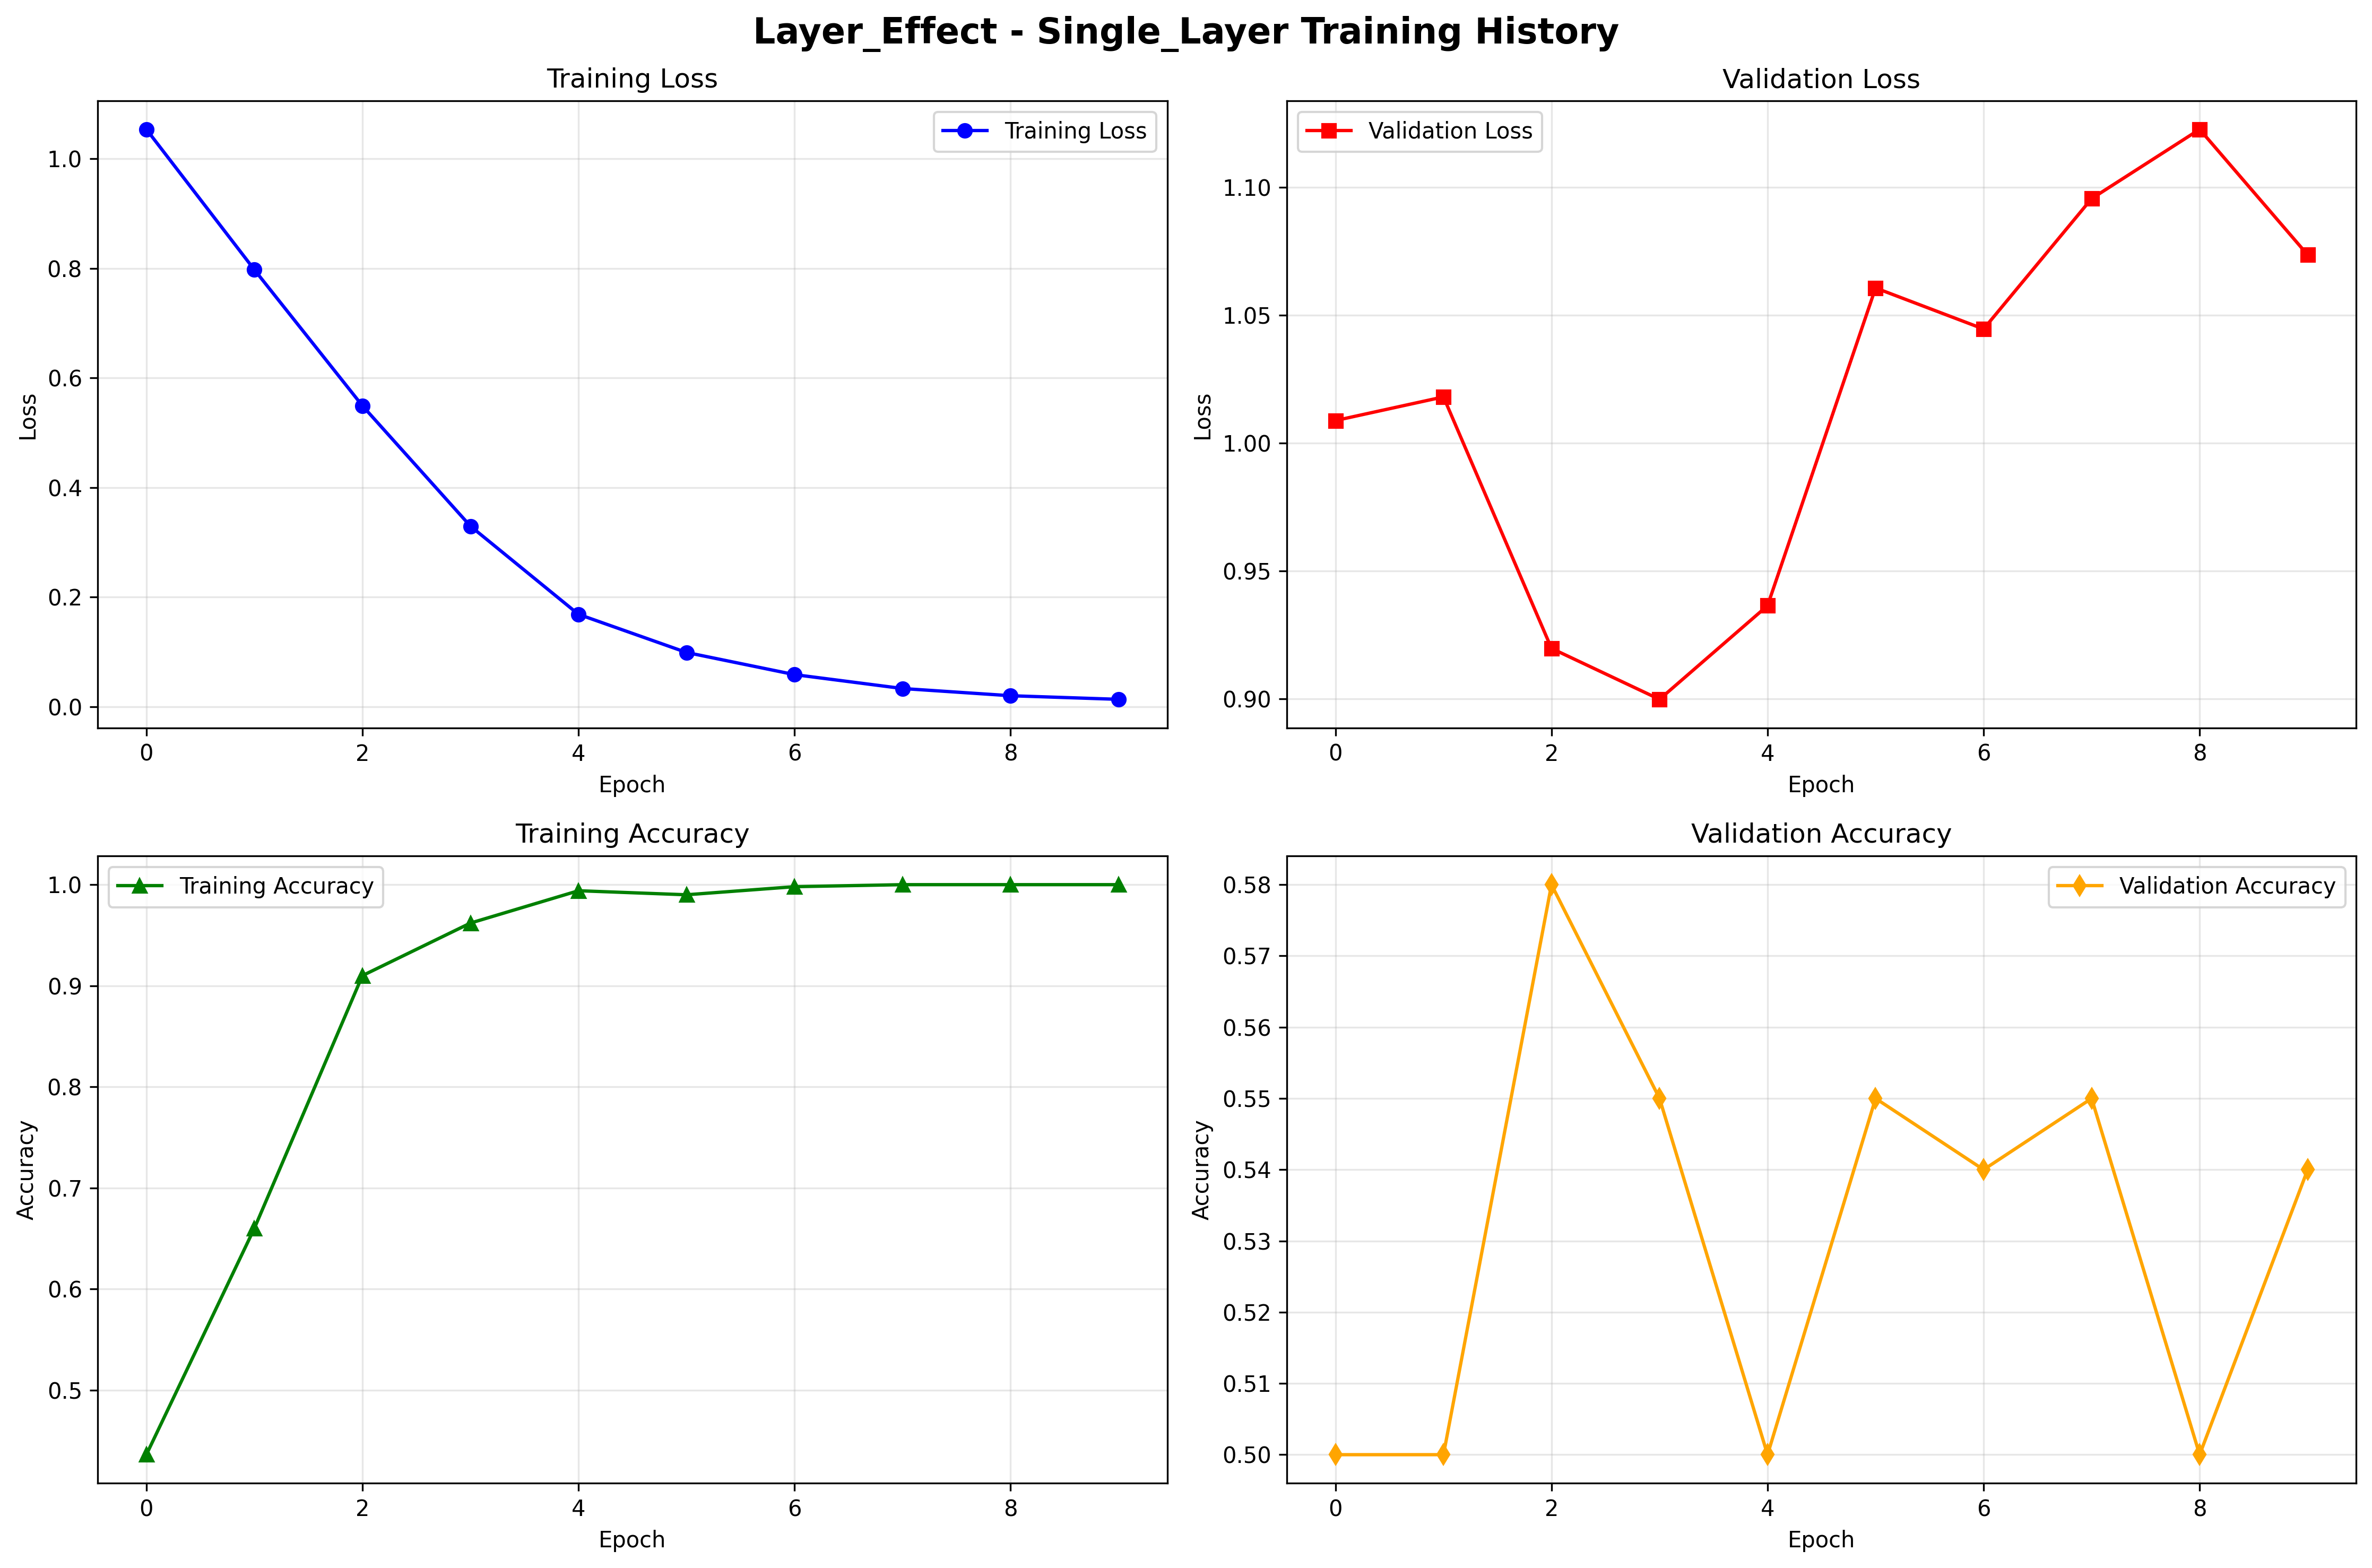 Layer_Effect - Single_Layer Training History
Training Loss
Training Loss
1.0
0.8
0.6
0.4
0.2
0.0
Loss
0 2 4 6 8
Epoch
Validation Loss
Validation Loss
1.10
1.05
1.00
0.95
0.90
Loss
0 2 4 6 8
Epoch
Training Accuracy
Training Accuracy
1.0
0.9
0.8
0.7
0.6
0.5
Accuracy
0 2 4 6 8
Epoch
Validation Accuracy
Validation Accuracy
0.58
0.57
0.56
0.55
0.54
0.53
0.52
0.51
0.50
Accuracy
0 2 4 6 8
Epoch